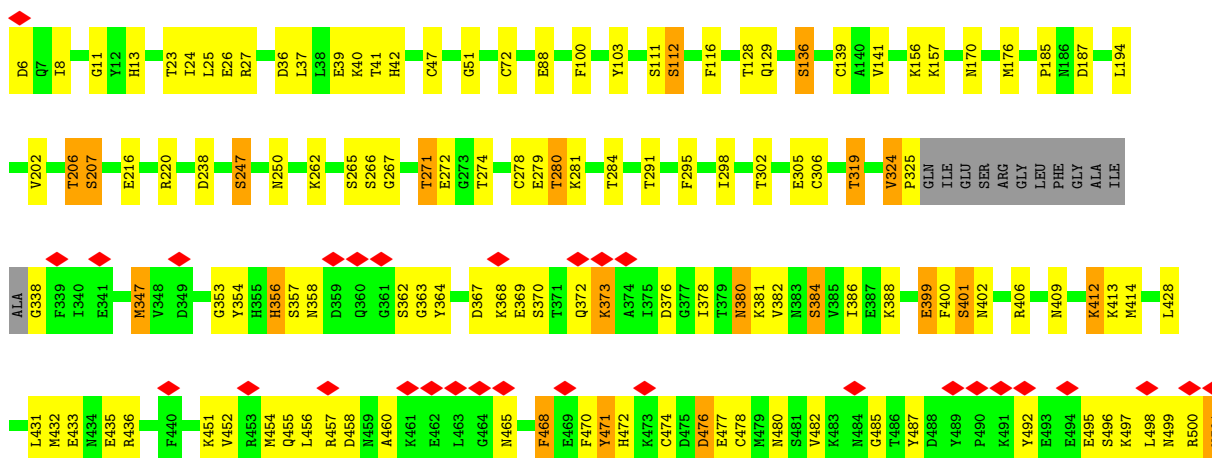 D6 Q7 I8 G11 Y12 H13 T23 I24 L25 E26 R27 D36 L37 L38 E39 K40 T41 H42 C47 G51 C72 E88 F100 Y103 S111 S112 F116 T128 Q129 S136 C139 A140 V141 K156 K157 N170 M176 P185 N186 D187 L194
V202 T206 S207 E216 R220 D238 S247 N250 K262 S265 S266 G267 T271 E272 G273 T274 C278 E279 T280 K281 T284 T291 F295 I298 T302 E305 C306 T319 V324 P325 GLN ILE GLU SER ARG GLY LEU PHE GLY ALA ILE
ALA G338 F339 I340 E341 M347 V348 D349 G353 Y354 H355 H356 S357 N358 D359 Q360 G361 S362 G363 Y364 D367 K368 E369 S370 T371 Q372 K373 A374 I375 D376 G377 I378 T379 N380 K381 V382 N383 S384 V385 I386 E387 K388 E399 F400 S401 N402 R406 N409 K412 K413 M414 L428
L431 M432 E433 N434 E435 R436 F440 K451 V452 R453 M454 Q455 L456 R457 D458 N459 A460 K461 E462 L463 G464 N465 F468 E469 F470 Y471 H472 K473 C474 D475 D476 E477 C478 M479 N480 S481 V482 K483 N484 G485 T486 Y487 D488 Y489 P490 K491 Y492 E493 E494 E495 S496 K497 L498 N499 R500